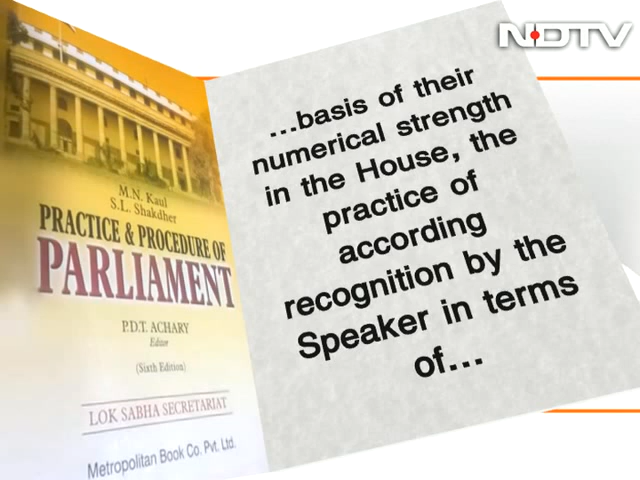 NDTV
M.N. Kaul
S.L. Shakdher
PRACTICE & PROCEDURE OF
PARLIAMENT
P.D.T. ACHARY
Editor
(Sixth Edition)
LOK SABHA SECRETARIAT
Metropolitan Book Co. Pvt. Ltd.
...basis of their
numerical strength
in the House, the
practice of
according
recognition by the
Speaker in terms
of...